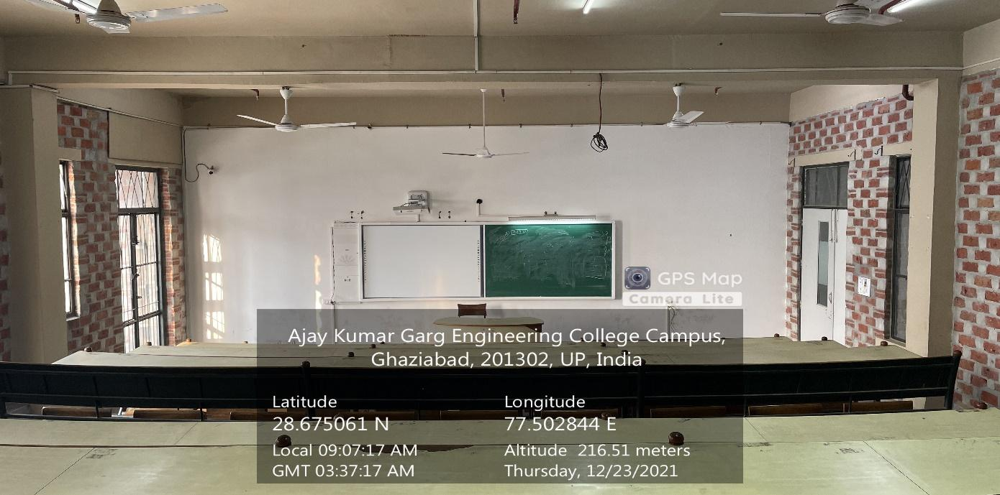 GPS Map
Camera Lite
Ajay Kumar Garg Engineering College Campus,
Ghaziabad, 201302, UP, India
Latitude
28.675061 N
Longitude
77.502844 E
Local 09:07:17 AM
GMT 03:37:17 AM
Altitude 216.51 meters
Thursday, 12/23/2021